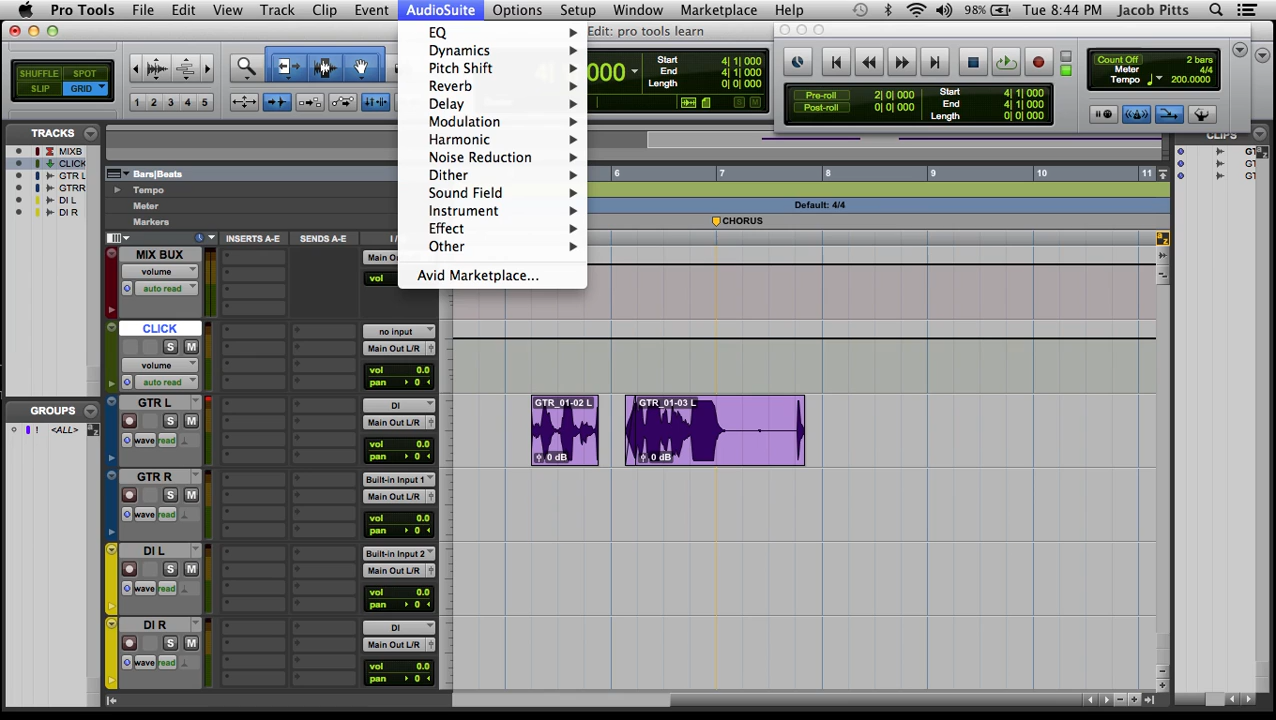 Pro Tools File Edit View Track Clip Event AudioSuite Options Setup Window Marketplace Help 98% Tue 8:44 PM Jacob Pitts
Edit: pro tools learn
SHUFFLE SPOT
SLIP GRID
1 2 3 4 5
EQ
Dynamics
Pitch Shift
Reverb
Delay
Modulation
Harmonic
Noise Reduction
Dither
Sound Field
Instrument
Effect
Other
Avid Marketplace...
000
Start 4| 1| 000
End 4| 1| 000
Length 0| 0| 000
Pre-roll 2| 0| 000
Post-roll 0| 0| 000
Start 4| 1| 000
End 4| 1| 000
Length 0| 0| 000
Count Off 2 bars
Meter 4/4
Tempo 200.0000
TRACKS
MIXB
CLICK
GTR L
GTRR
DI L
DI R
GROUPS
! <ALL>
CLIPS
GT
GT
GT
Bars|Beats
Tempo
Meter
Markers
6 7 8 9 10 11
Default: 4/4
CHORUS
INSERTS A-E SENDS A-E I /
MIX BUX
volume
auto read
Main Ou
vol
CLICK
S M
volume
auto read
no input
Main Out L/R
vol 0.0
pan 0
GTR L
S M
wave read
DI
Main Out L/R
vol 0.0
pan 0
GTR_01-02 L
0 dB
GTR_01-03 L
0 dB
GTR R
S M
wave read
Built-in Input 1
Main Out L/R
vol 0.0
pan 0
DI L
S M
wave read
Built-in Input 2
Main Out L/R
vol 0.0
pan 0
DI R
S M
wave read
DI
Main Out L/R
vol 0.0
pan 0